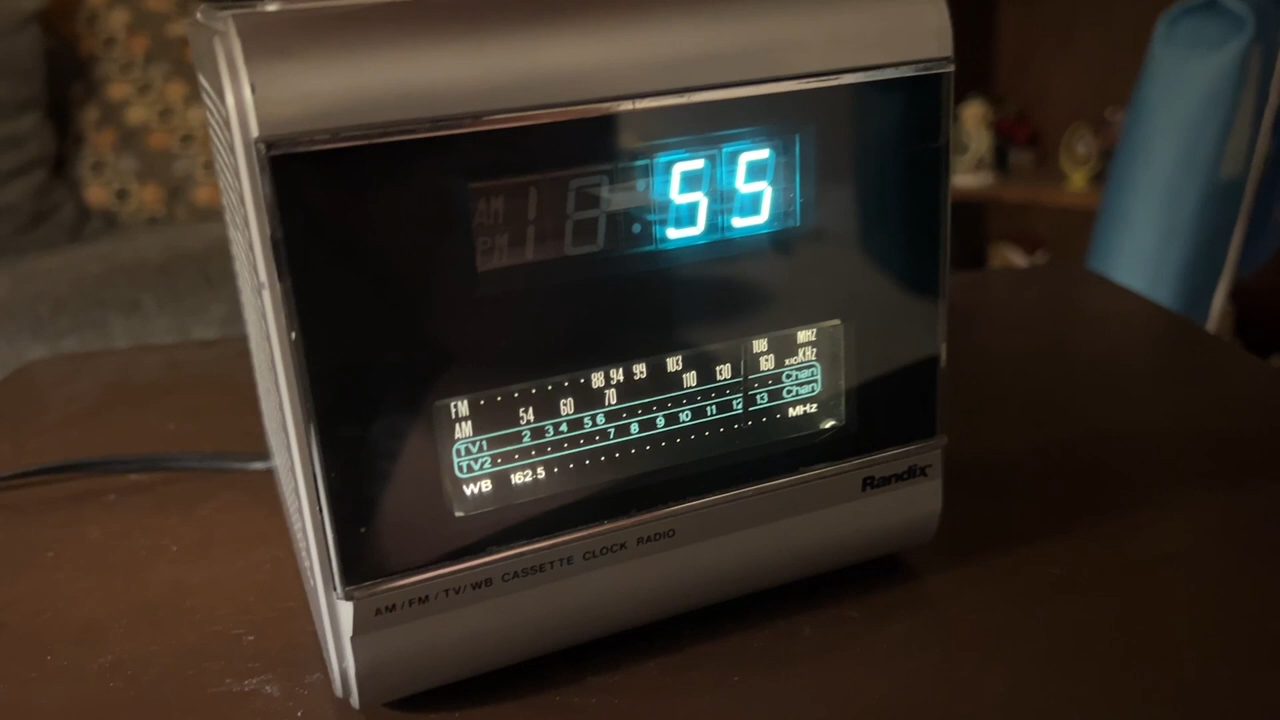 AM 18:55
PM
FM 88 94 99 103 108 MHz
AM 54 60 70 110 130 160 x10KHz
TV1 2 3 4 5 6 Chan
TV2 7 8 9 10 11 12 13 Chan
WB 162.5 MHz
Randix
AM/FM/TV/WB CASSETTE CLOCK RADIO